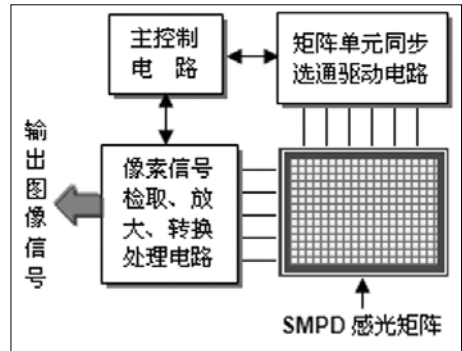 主控制
电 路
矩阵单元同步
选通驱动电路
输出图像信号
像素信号
检取、放
大、转换
处理电路
SMPD 感光矩阵